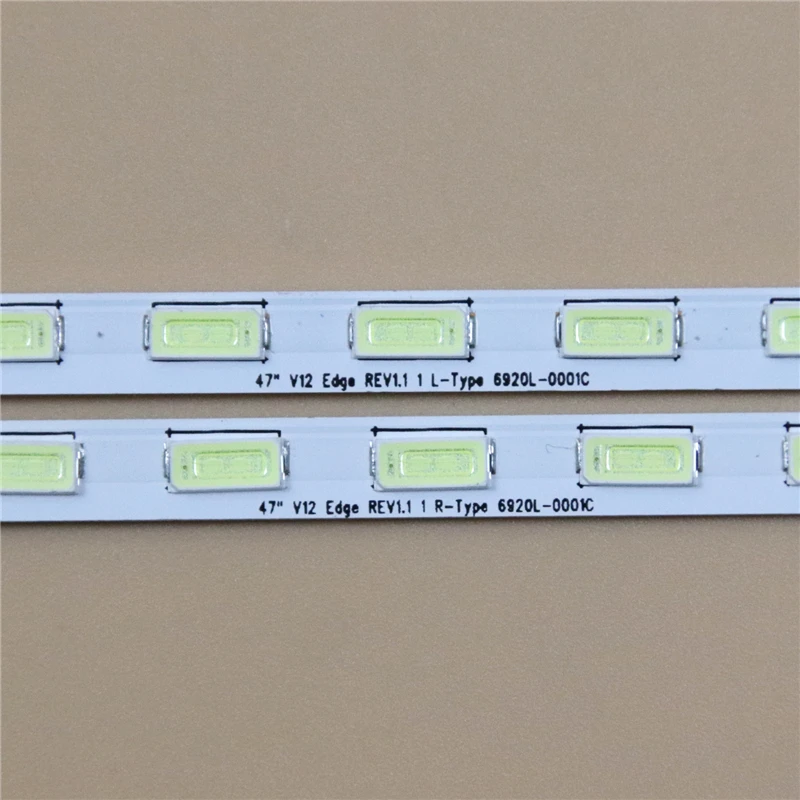 47" V12 Edge REV1.1 1 L-Type 6920L-0001C
47" V12 Edge REV1.1 1 R-Type 6920L-0001C